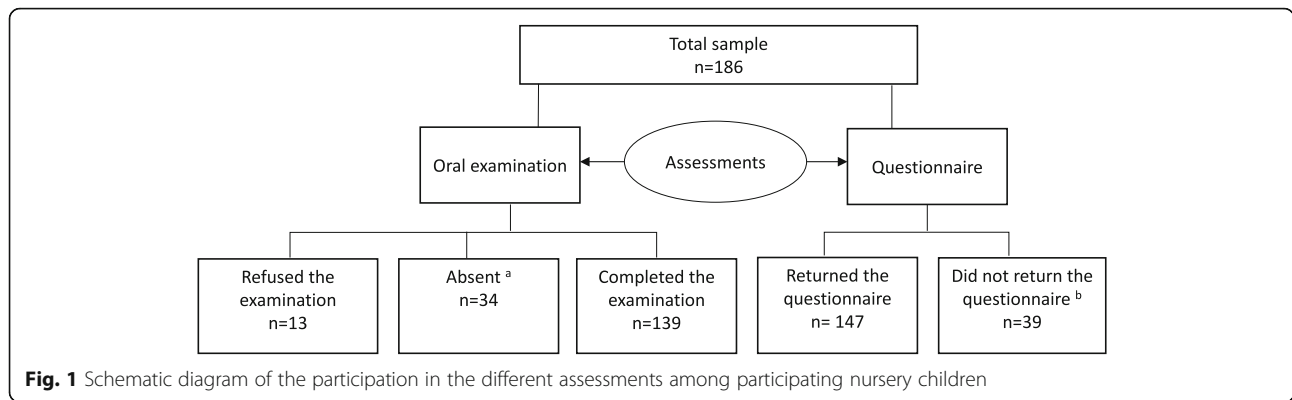 Total sample
n=186
Oral examination
Assessments
Questionnaire
Refused the
examination
n=13
Absent a
n=34
Completed the
examination
n=139
Returned the
questionnaire
n= 147
Did not return the
questionnaire b
n=39
Fig. 1 Schematic diagram of the participation in the different assessments among participating nursery children